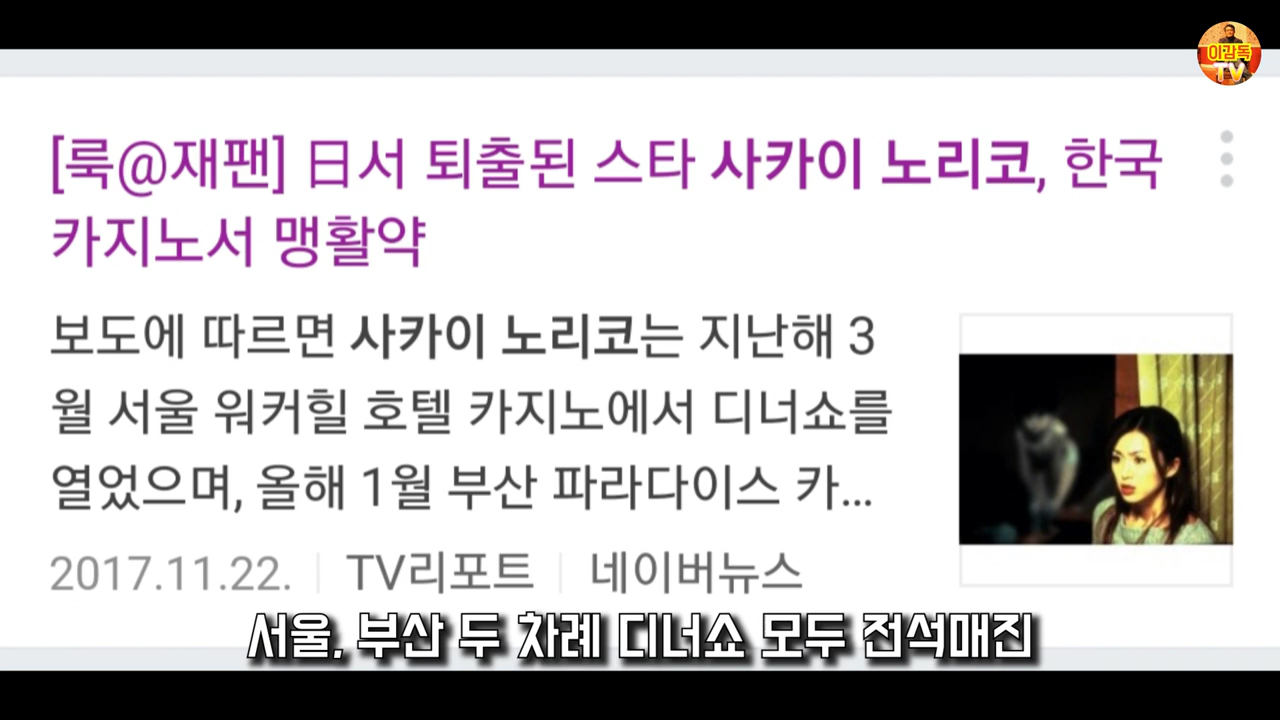 이감독
TV
[룩@재팬] 日서 퇴출된 스타 사카이 노리코, 한국
카지노서 맹활약
보도에 따르면 사카이 노리코는 지난해 3
월 서울 워커힐 호텔 카지노에서 디너쇼를
열었으며, 올해 1월 부산 파라다이스 카...
2017.11.22. | TV리포트 | 네이버뉴스
서울, 부산 두 차례 디너쇼 모두 전석매진